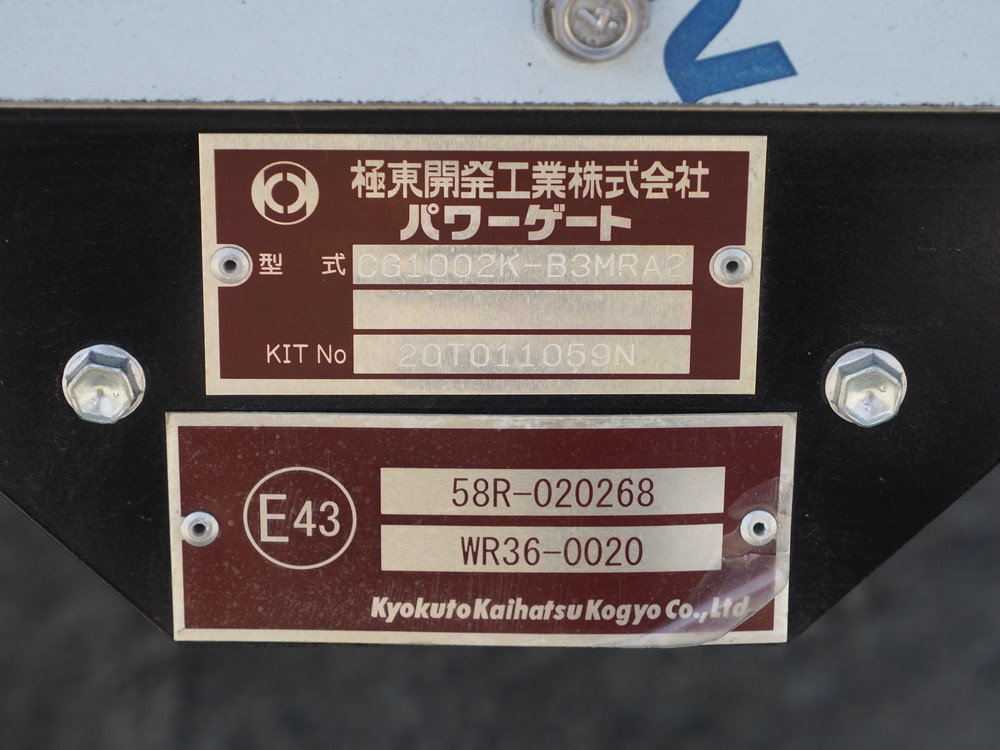 極東開発工業株式会社
パワーゲート
型 式 CG1002K-B3MRA2
KIT No 20T011059N
E43
58R-020268
WR36-0020
Kyokuto Kaihatsu Kogyo Co., Ltd.